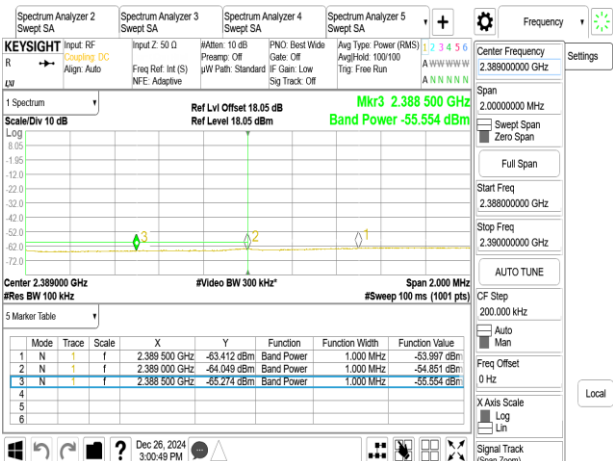 Spectrum Analyzer 2
Swept SA
Spectrum Analyzer 3
Swept SA
Spectrum Analyzer 4
Swept SA
Spectrum Analyzer 5
Swept SA
+
Frequency
KEYSIGHT
R
LXI
Input: RF
Coupling: DC
Align: Auto
Input Z: 50 Ω
Freq Ref: Int (S)
NFE: Adaptive
#Atten: 10 dB
Preamp: Off
µW Path: Standard
PNO: Best Wide
Gate: Off
IF Gain: Low
Sig Track: Off
Avg Type: Power (RMS)
Avg|Hold: 100/100
Trig: Free Run
1 2 3 4 5 6
A W W W W W
A N N N N N
Center Frequency
2.389000000 GHz
Settings
Span
2.00000000 MHz
Swept Span
Zero Span
Full Span
Start Freq
2.388000000 GHz
Stop Freq
2.390000000 GHz
AUTO TUNE
CF Step
200.000 kHz
Auto
Man
Freq Offset
0 Hz
X Axis Scale
Log
Lin
Local
Signal Track
(Span Zoom)
1 Spectrum
Scale/Div 10 dB
Ref Lvl Offset 18.05 dB
Ref Level 18.05 dBm
Mkr3 2.388 500 GHz
Band Power -55.554 dBm
Log
8.05
-1.95
-12.0
-22.0
-32.0
-42.0
-52.0
-62.0
-72.0
3
2
1
Center 2.389000 GHz
#Res BW 100 kHz
#Video BW 300 kHz*
Span 2.000 MHz
#Sweep 100 ms (1001 pts)
5 Marker Table
Mode Trace Scale X Y Function Function Width Function Value
1 N 1 f 2.389 500 GHz -63.412 dBm Band Power 1.000 MHz -53.997 dBm
2 N 1 f 2.389 000 GHz -64.049 dBm Band Power 1.000 MHz -54.851 dBm
3 N 1 f 2.388 500 GHz -65.274 dBm Band Power 1.000 MHz -55.554 dBm
4
5
6
?
Dec 26, 2024
3:00:49 PM